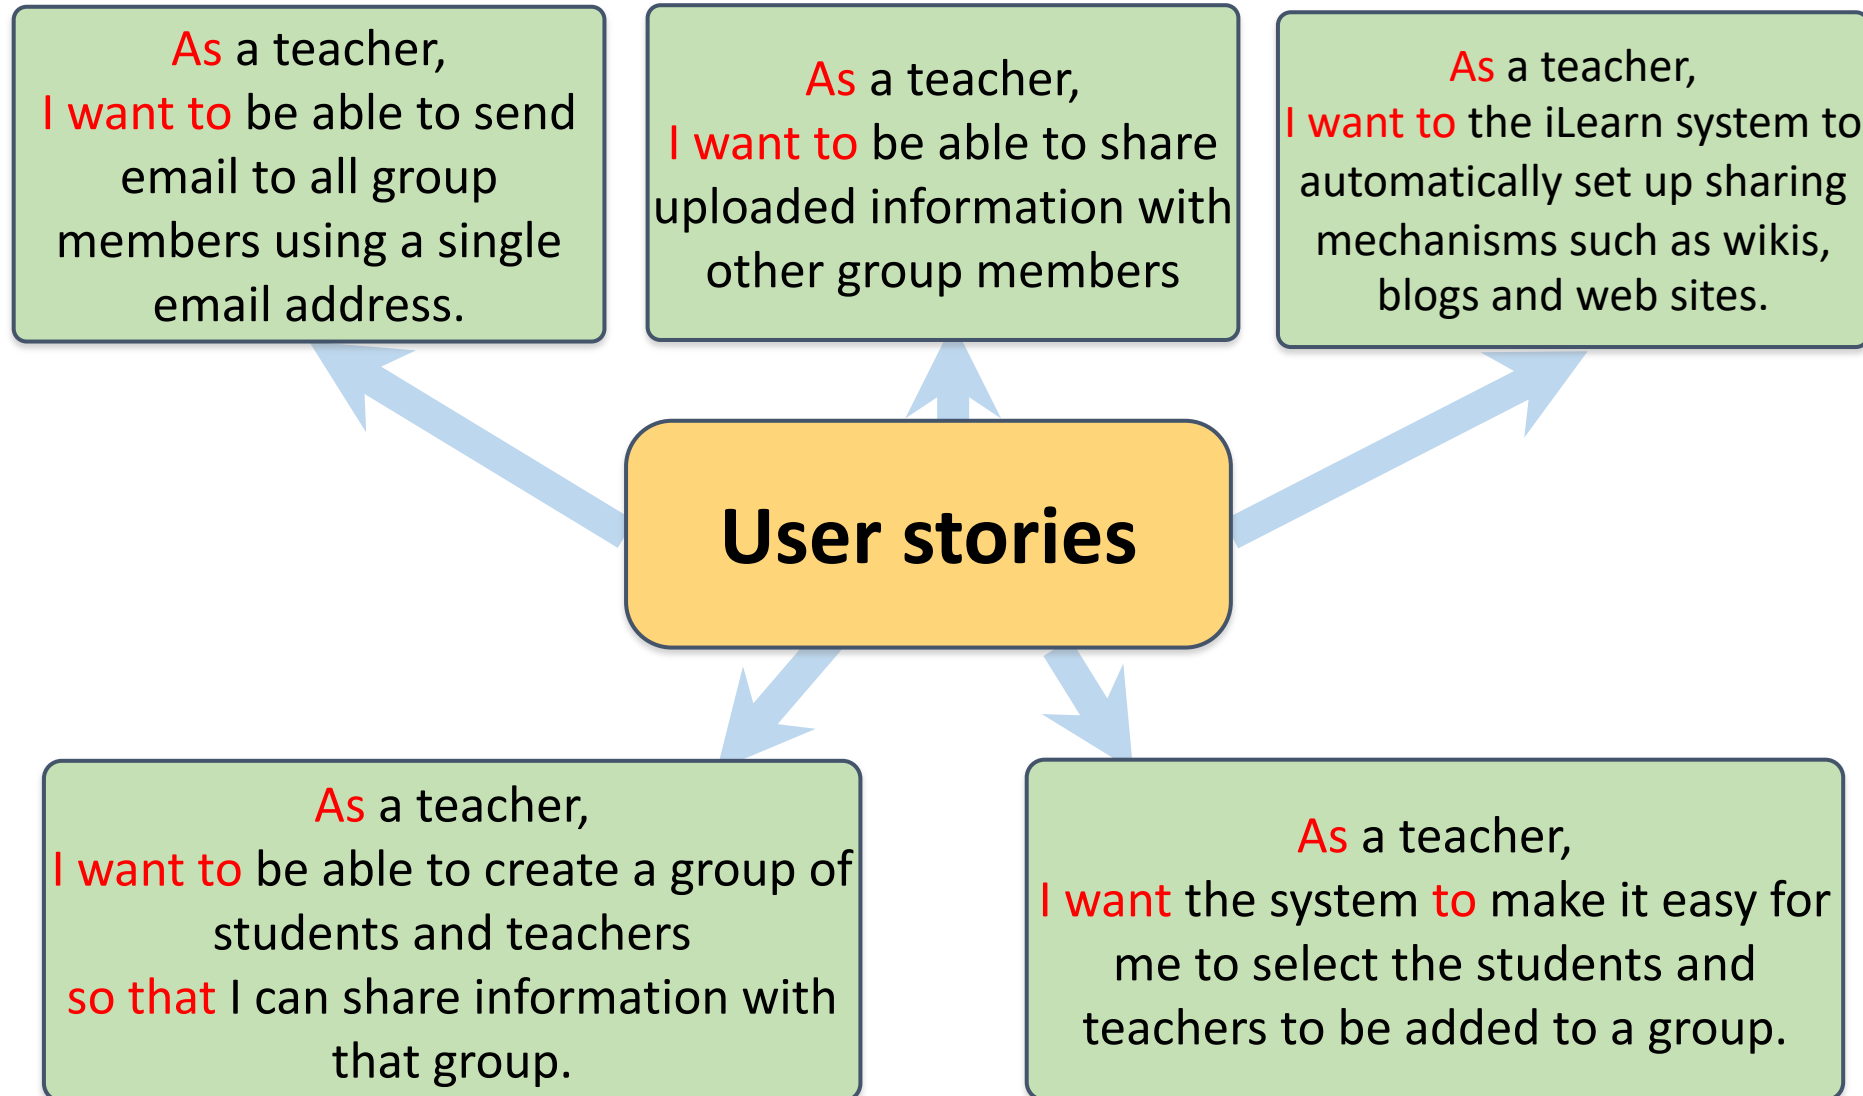 As a teacher,
I want to be able to send
email to all group
members using a single
email address.
As a teacher,
I want to be able to share
uploaded information with
other group members
As a teacher,
I want to the iLearn system to
automatically set up sharing
mechanisms such as wikis,
blogs and web sites.
User stories
As a teacher,
I want to be able to create a group of
students and teachers
so that I can share information with
that group.
As a teacher,
I want the system to make it easy for
me to select the students and
teachers to be added to a group.